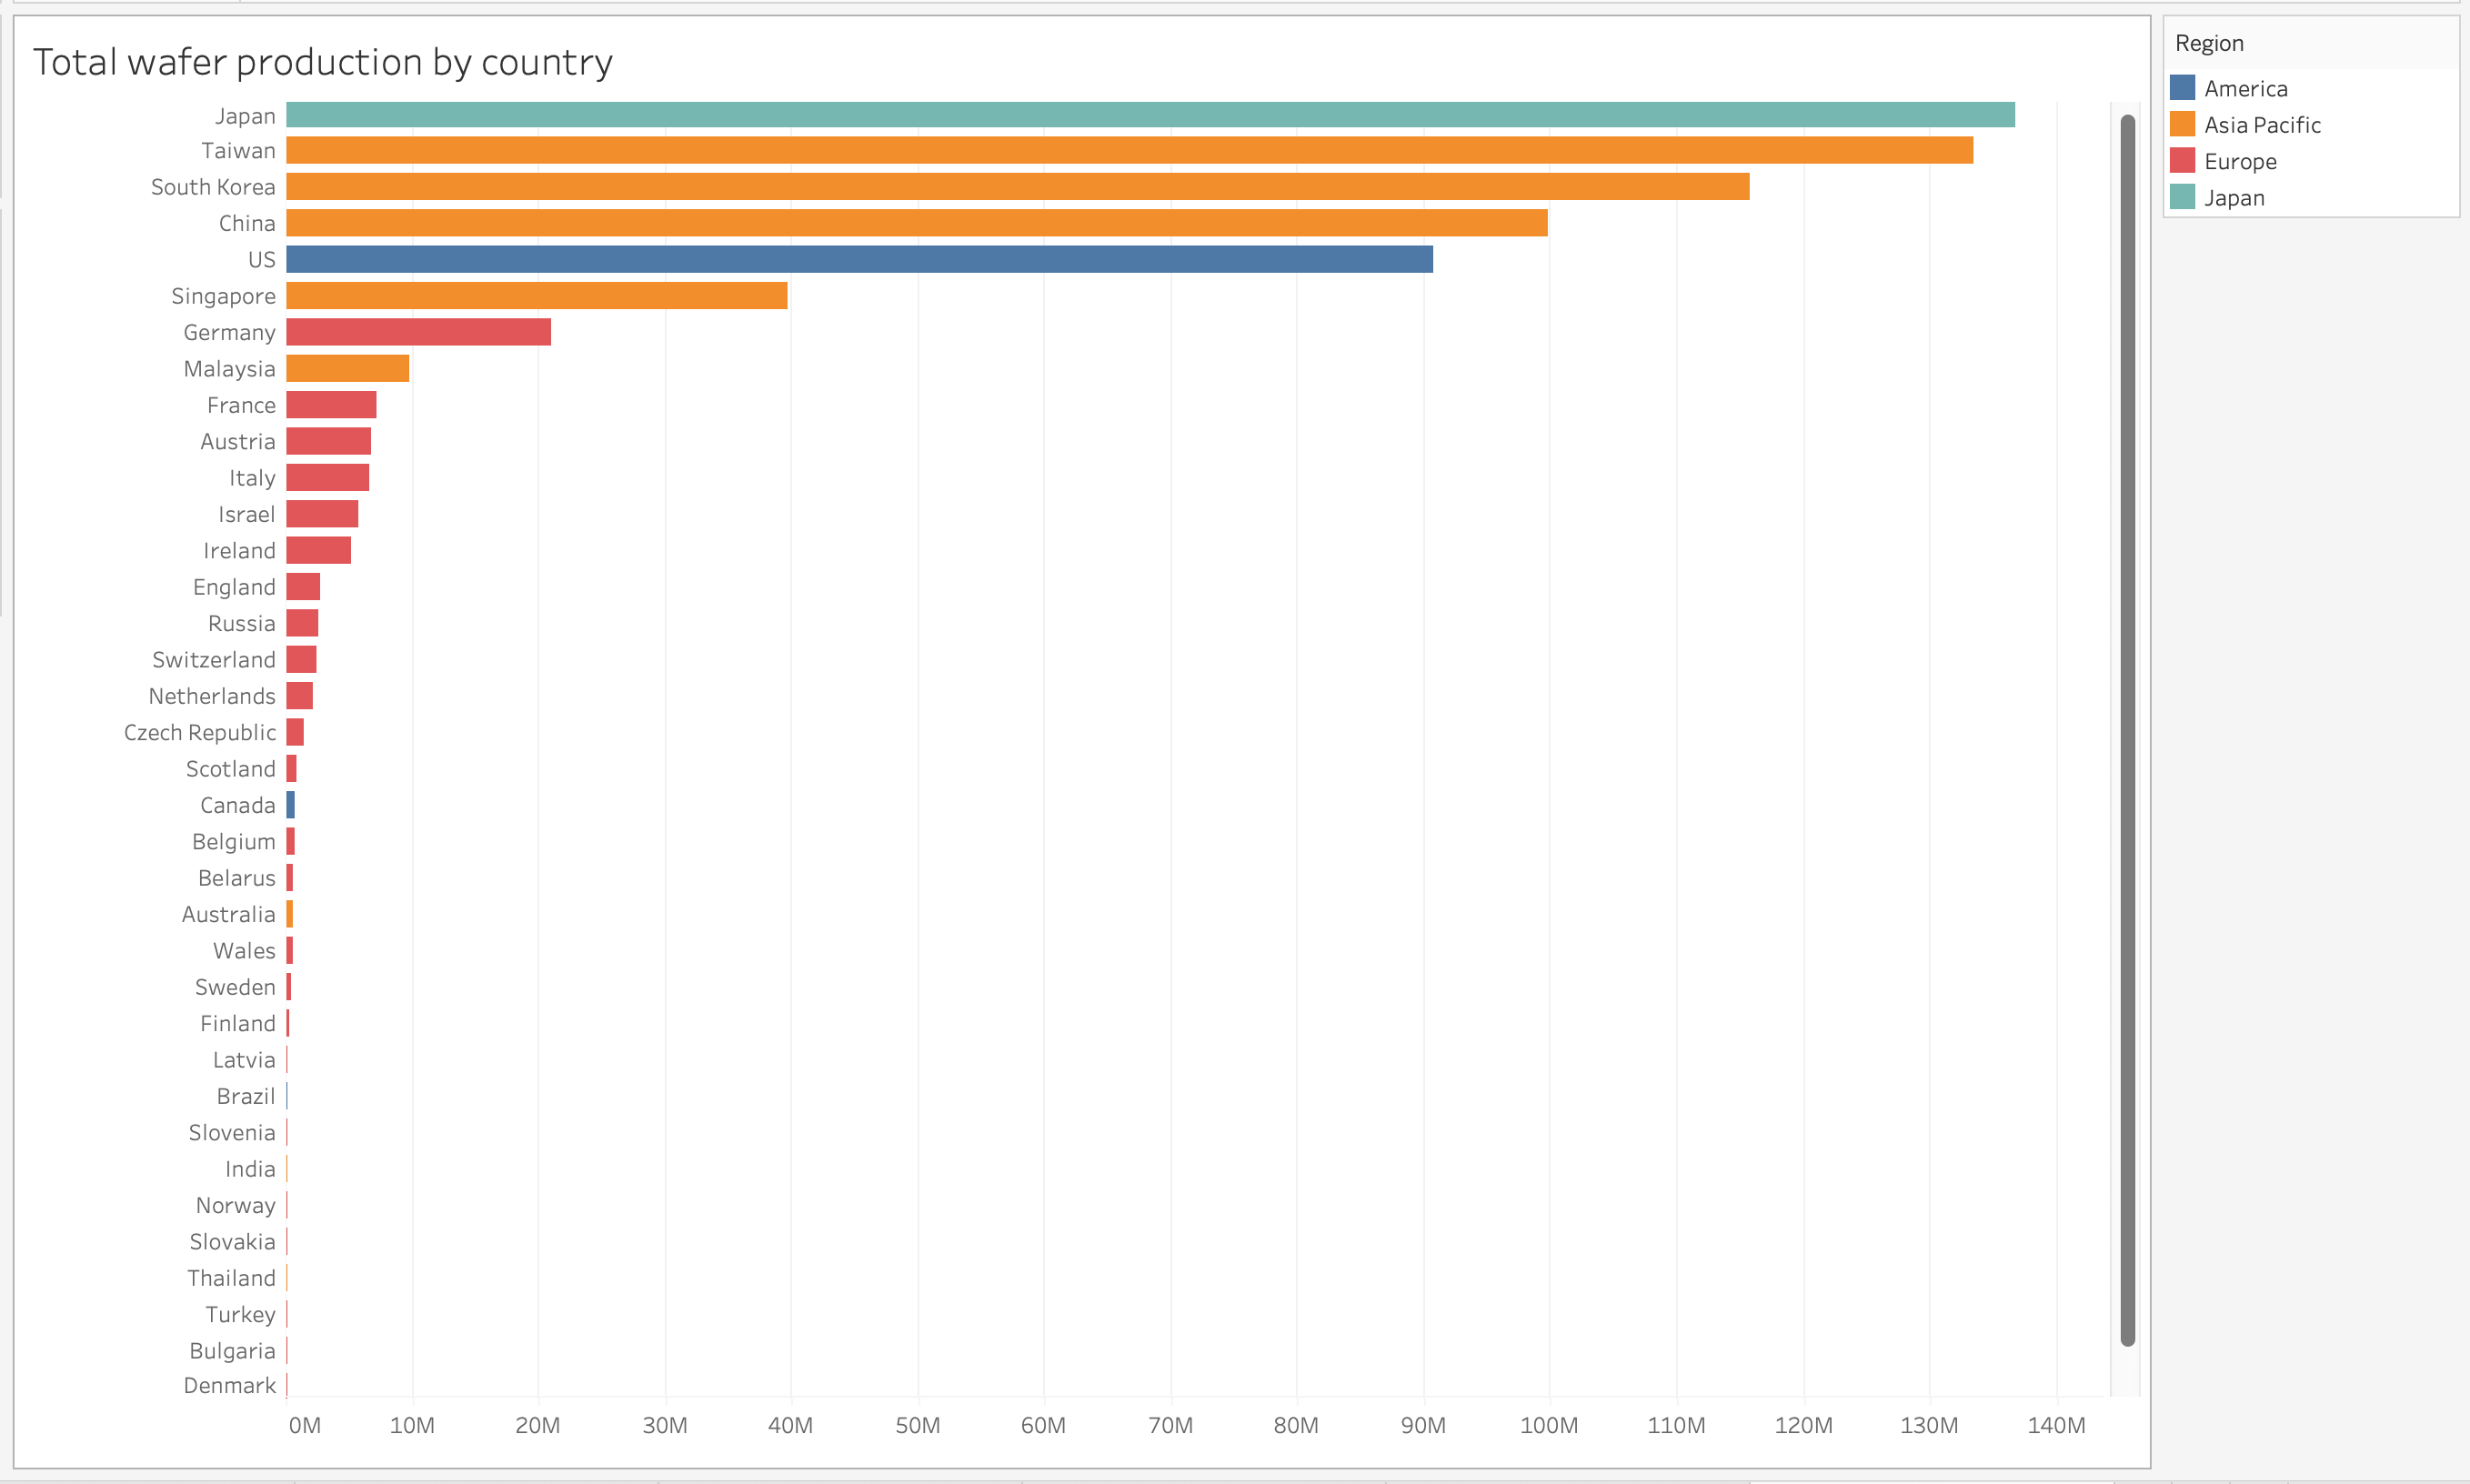 Total wafer production by country
Japan
Taiwan
South Korea
China
US
Singapore
Germany
Malaysia
France
Austria
Italy
Israel
Ireland
England
Russia
Switzerland
Netherlands
Czech Republic
Scotland
Canada
Belgium
Belarus
Australia
Wales
Sweden
Finland
Latvia
Brazil
Slovenia
India
Norway
Slovakia
Thailand
Turkey
Bulgaria
Denmark
0M 10M 20M 30M 40M 50M 60M 70M 80M 90M 100M 110M 120M 130M 140M
Region
America
Asia Pacific
Europe
Japan